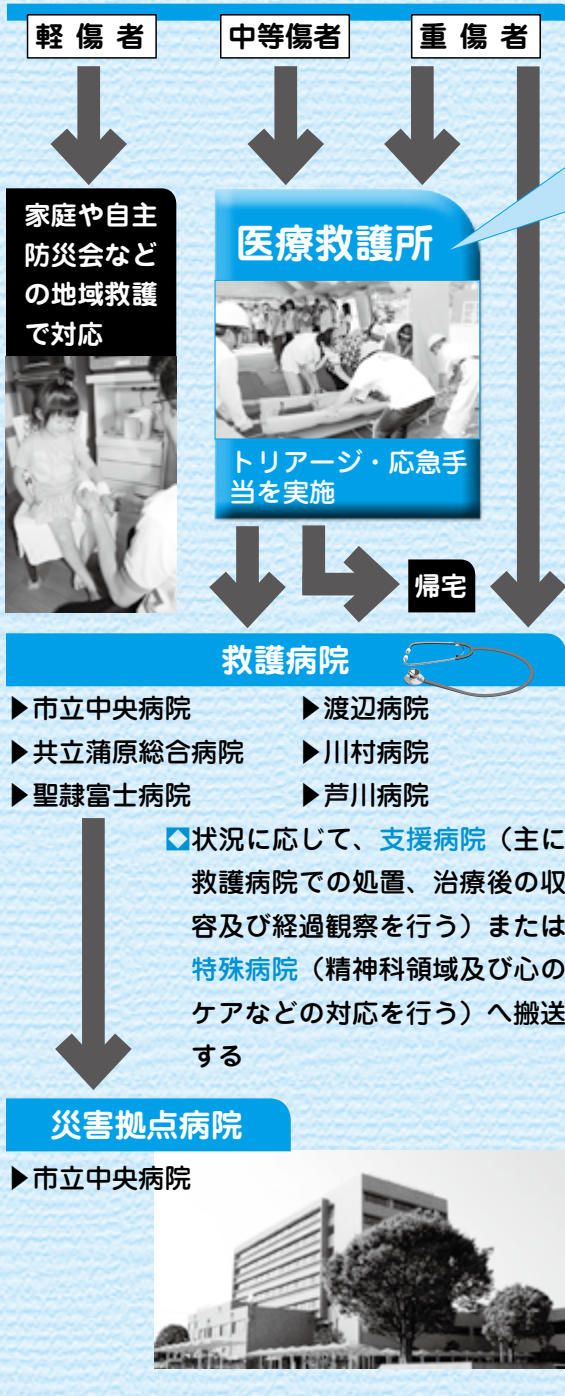 軽傷者
中等傷者
重傷者
家庭や自主
防災会など
の地域救護
で対応
医療救護所
トリアージ・応急手
当を実施
帰宅
救護病院
▶市立中央病院
▶渡辺病院
▶共立蒲原総合病院
▶川村病院
▶聖隷富士病院
▶芦川病院
◆状況に応じて、支援病院（主に
救護病院での処置、治療後の収
容及び経過観察を行う）または
特殊病院（精神科領域及び心の
ケアなどの対応を行う）へ搬送
する
災害拠点病院
▶市立中央病院